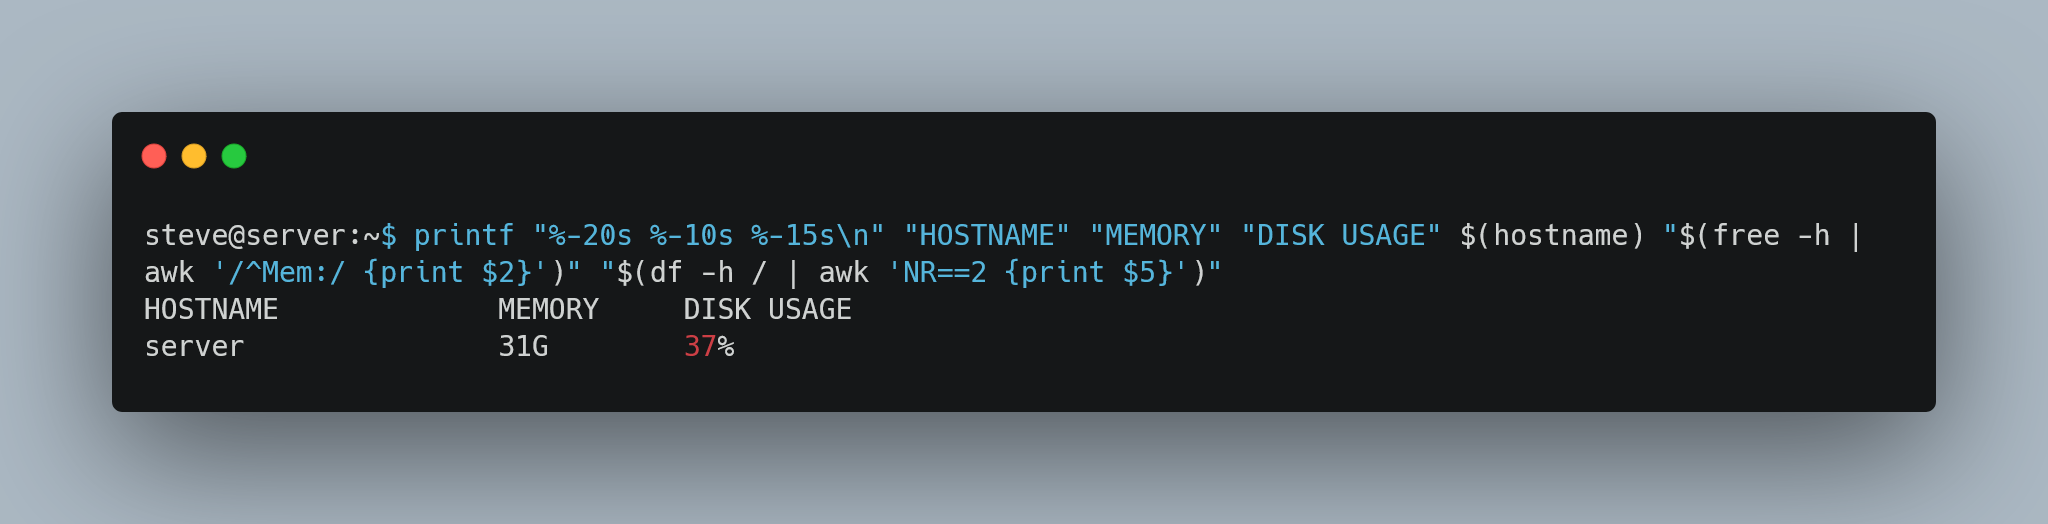 steve@server:~$ printf "%-20s %-10s %-15s\n" "HOSTNAME" "MEMORY" "DISK USAGE" $(hostname) "$(free -h |
awk '/^Mem:/ {print $2}')" "$(df -h / | awk 'NR==2 {print $5}')"
HOSTNAME             MEMORY     DISK USAGE
server               31G        37%